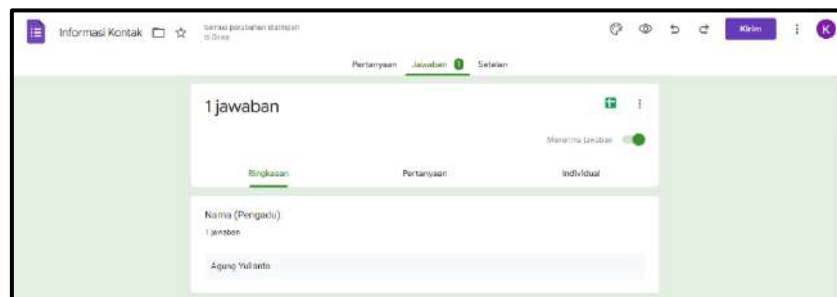 Informasi Kontak
Semua perubahan disimpan
di Drive
Kirim
K
Pertanyaan Jawaban 1 Setelan
1 jawaban
Menerima jawaban
Ringkasan Pertanyaan Individual
Nama (Pengadu)
1 jawaban
Agung Yulianto